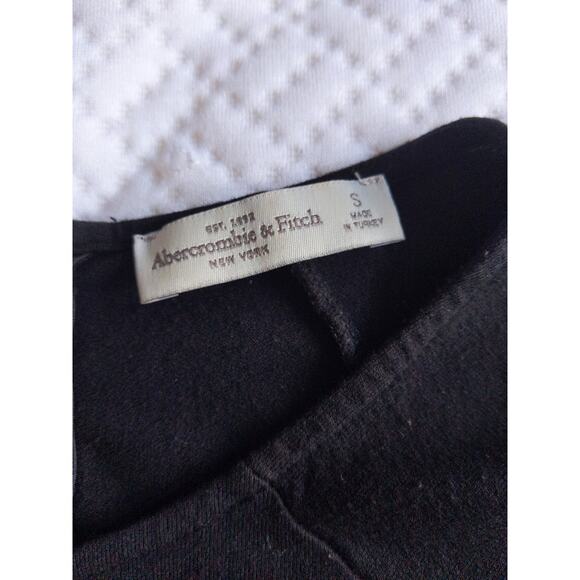 EST. 1892
Abercrombie & Fitch
NEW YORK
S
MADE
IN TURKEY